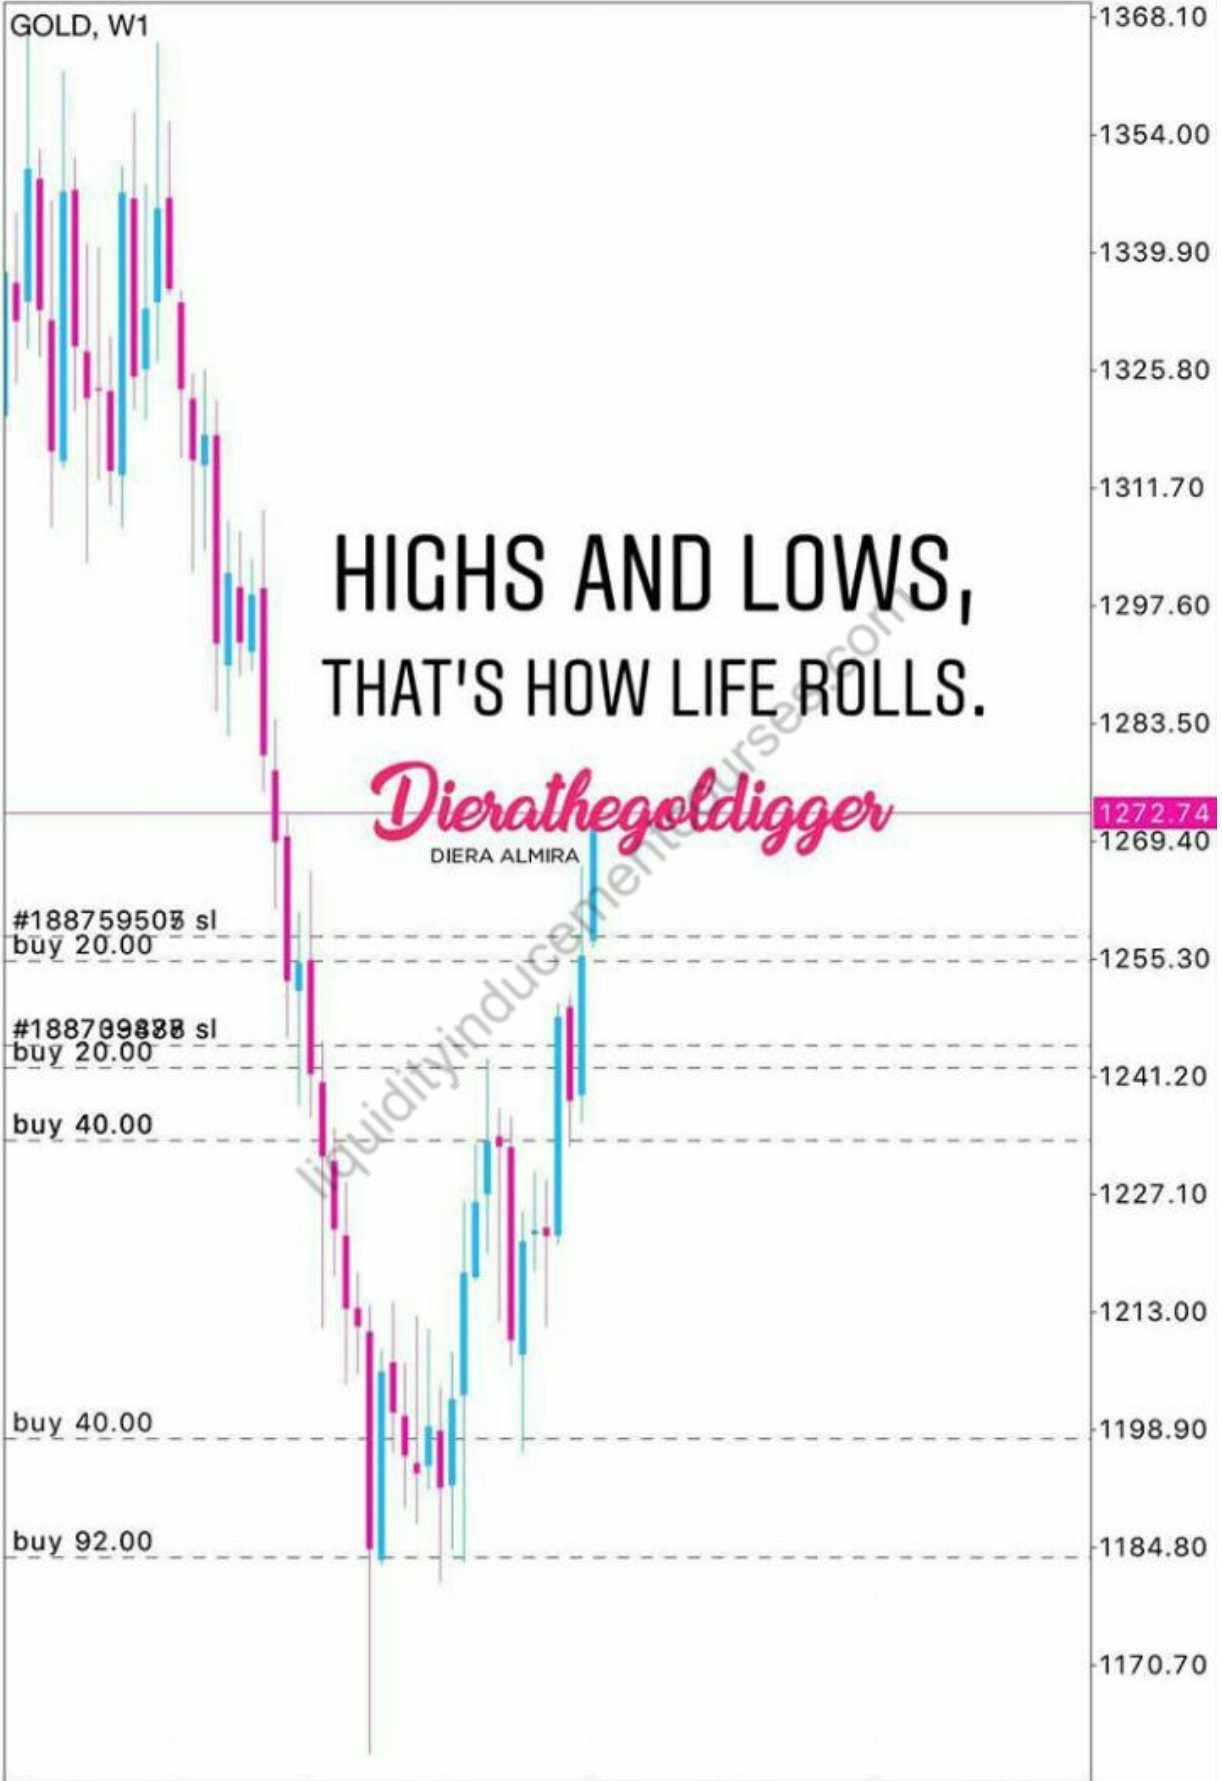 GOLD, W1
1368.10
1354.00
1339.90
1325.80
1311.70
HIGHS AND LOWS,
1297.60
THAT'S HOW LIFE ROLLS.
1283.50
Dierathegoldigger
1272.74
1269.40
DIERA ALMIRA
liquidityinducementcourses.com
sl
buy 20.00
1255.30
sl
buy 20.00
1241.20
buy 40.00
1227.10
1213.00
buy 40.00
1198.90
buy 92.00
1184.80
1170.70